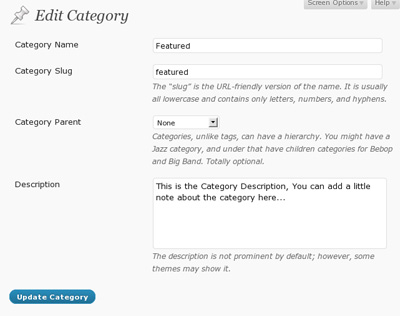 Screen Options Help
Edit Category
Category Name Featured
Category Slug featured
The "slug" is the URL-friendly version of the name. It is usually
all lowercase and contains only letters, numbers, and hyphens.
Category Parent None
Categories, unlike tags, can have a hierarchy. You might have a
Jazz category, and under that have children categories for Bebop
and Big Band. Totally optional.
Description This is the Category Description, You can add a little
note about the category here...
The description is not prominent by default; however, some
themes may show it.
Update Category